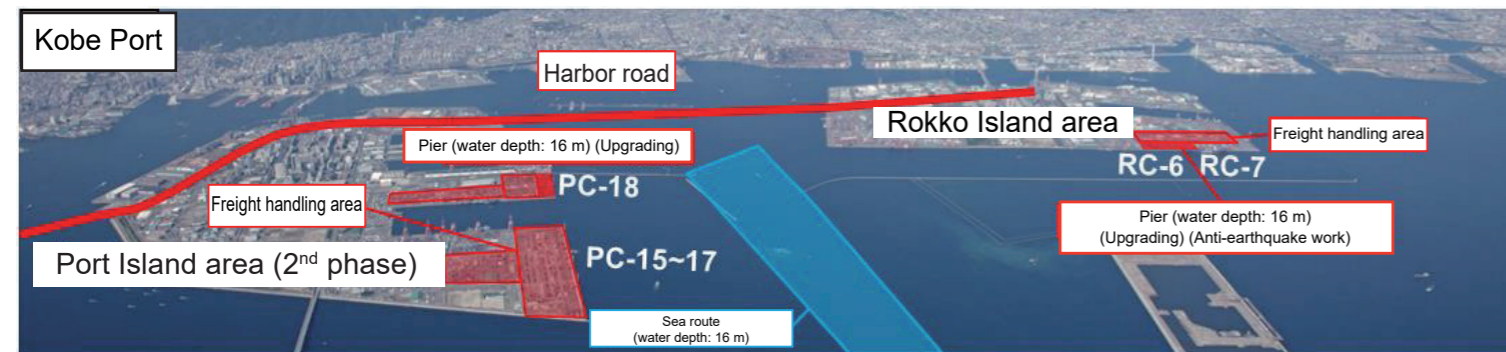 Kobe Port
Harbor road
Rokko Island area
Freight handling area
Pier (water depth: 16 m) (Upgrading)
RC-6 RC-7
PC-18
Freight handling area
Pier (water depth: 16 m)
(Upgrading) (Anti-earthquake work)
Port Island area (2nd phase)
PC-15~17
Sea route
(water depth: 16 m)